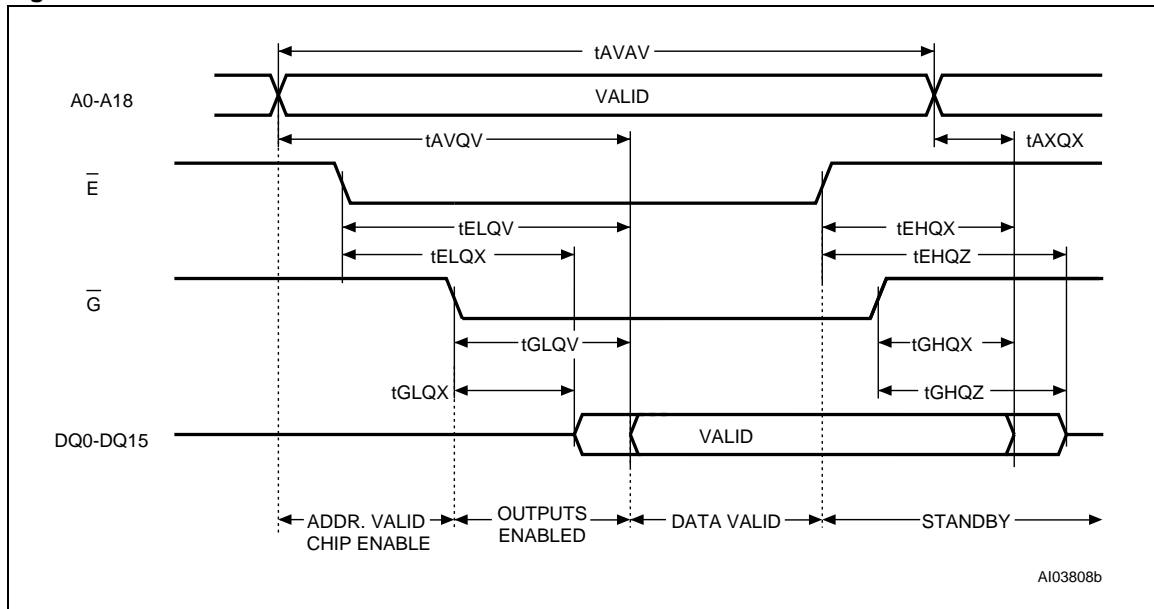 tAVAV
A0-A18
VALID
tAVQV
tAXQX
E
tELQV
tEHQX
tELQX
tEHQZ
G
tGLQV
tGHQX
tGLQX
tGHQZ
DQ0-DQ15
VALID
ADDR. VALID
CHIP ENABLE
OUTPUTS
ENABLED
DATA VALID
STANDBY
AI03808b